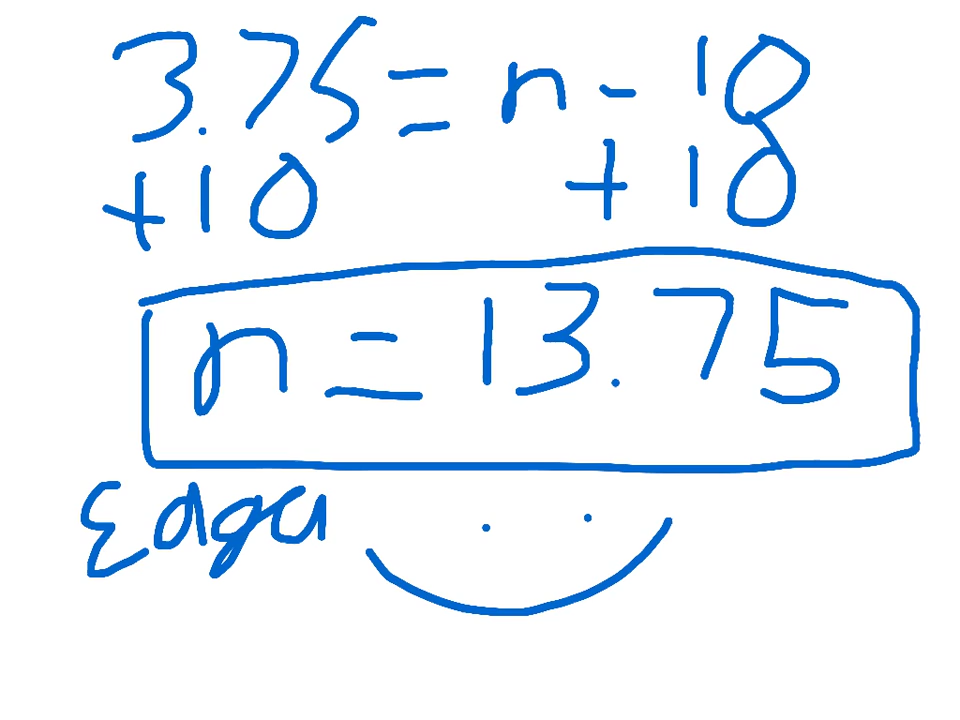 3.75 = n - 10
+10 +10
n = 13.75
Edga